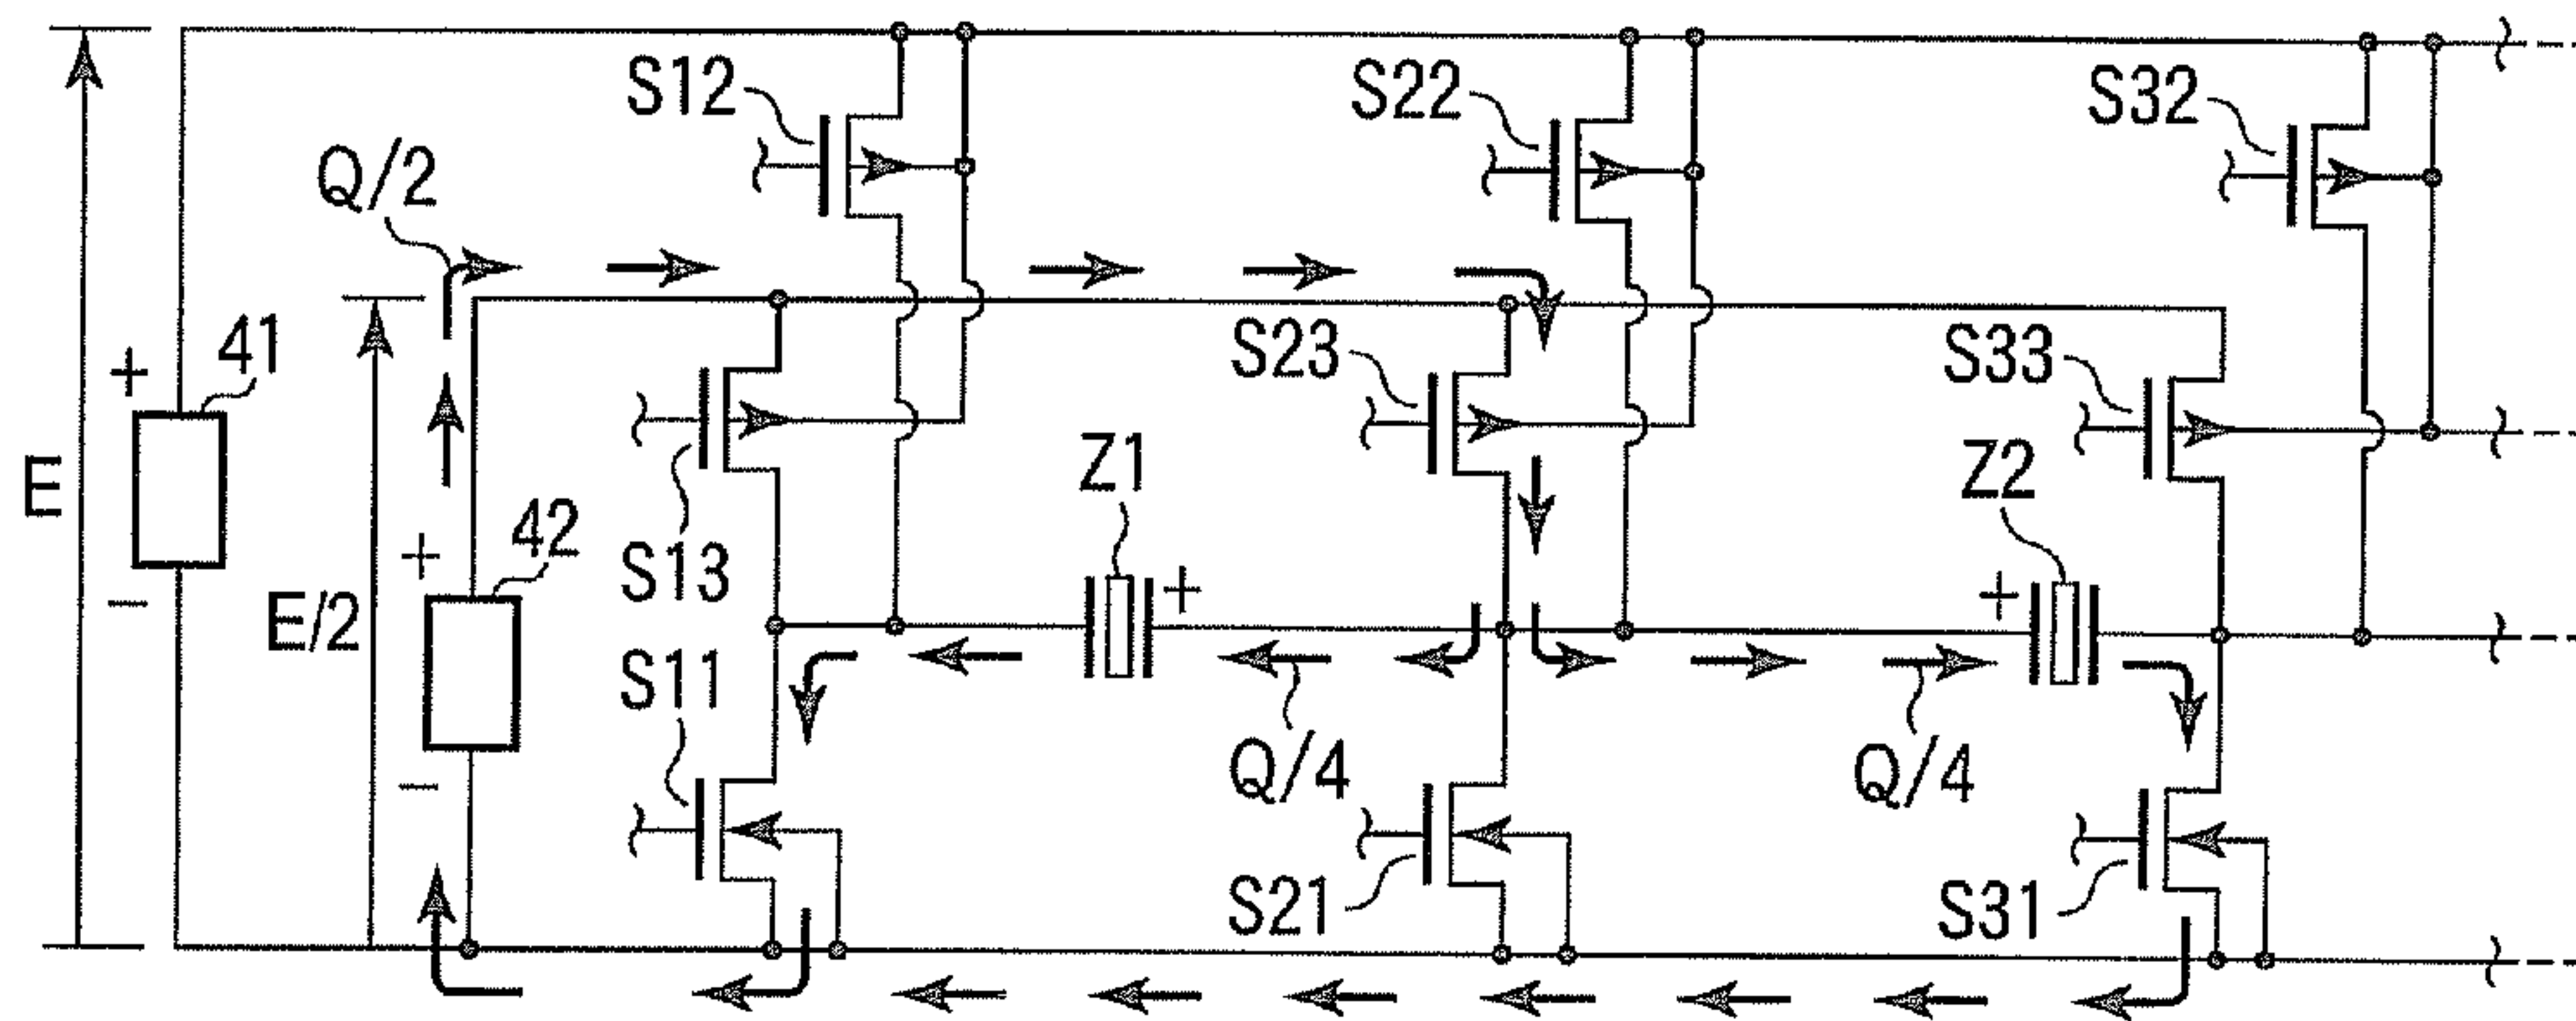 S12
S22
S32
Q/2
41
+
S23
S33
E
Z1
Z2
42
+
S13
−
E/2
+
+
S11
Q/4
Q/4
−
S21
S31